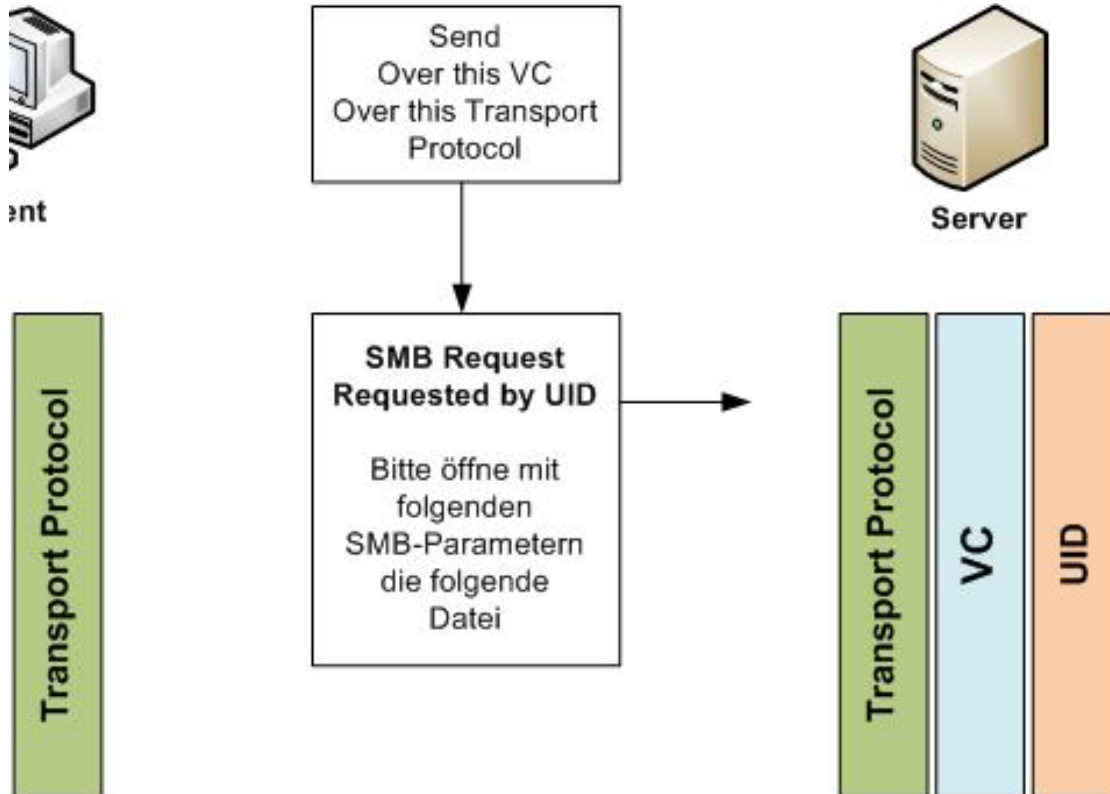 Send
Over this VC
Over this Transport
Protocol
ent
Server
SMB Request
Requested by UID
Bitte öffne mit
folgenden
SMB-Parametern
die folgende
Datei
Transport Protocol
Transport Protocol
VC
UID